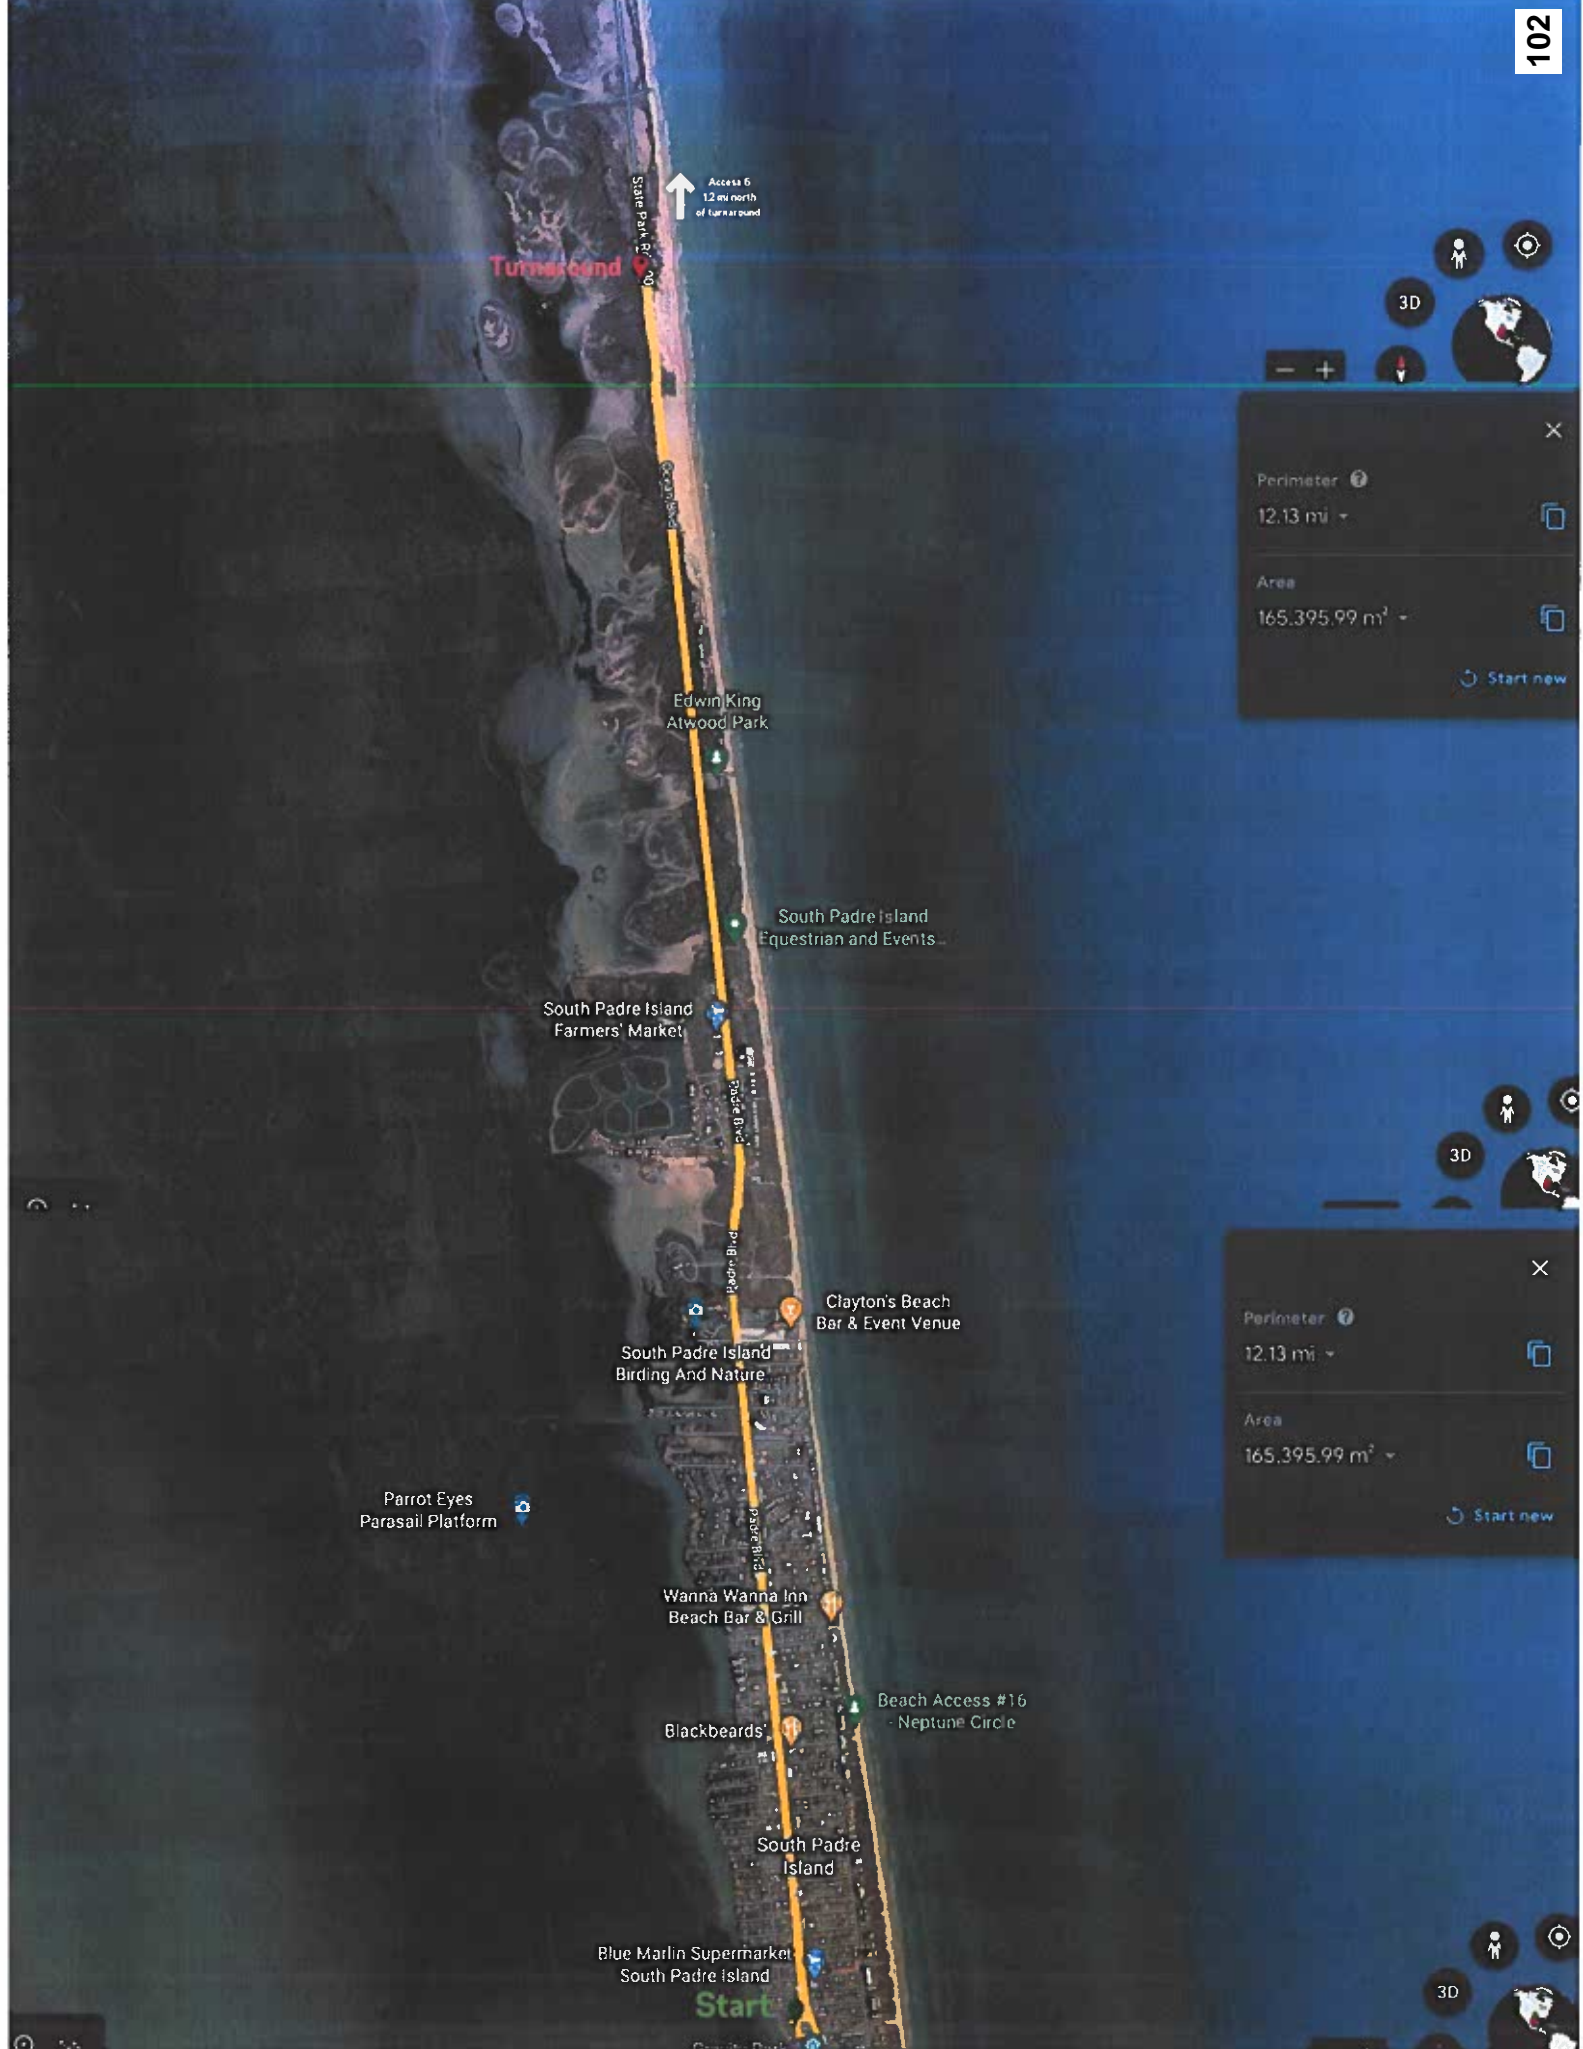 102
Access 6
1.2 mi north
of turnaround
State Park R
Turnaround
3D
Perimeter
12.13 mi
Area
165,395.99 m²
Start new
Edwin King
Atwood Park
South Padre Island
Equestrian and Events...
South Padre Island
Farmers' Market
Padre Blvd
3D
Padre Blvd
Clayton's Beach
Bar & Event Venue
South Padre Island
Birding And Nature
Perimeter
12.13 mi
Area
165,395.99 m²
Start new
Parrot Eyes
Parasail Platform
Padre Blvd
Wanna Wanna Inn
Beach Bar & Grill
Beach Access #16
- Neptune Circle
Blackbeards'
South Padre
Island
Blue Marlin Supermarket
South Padre Island
Start
3D